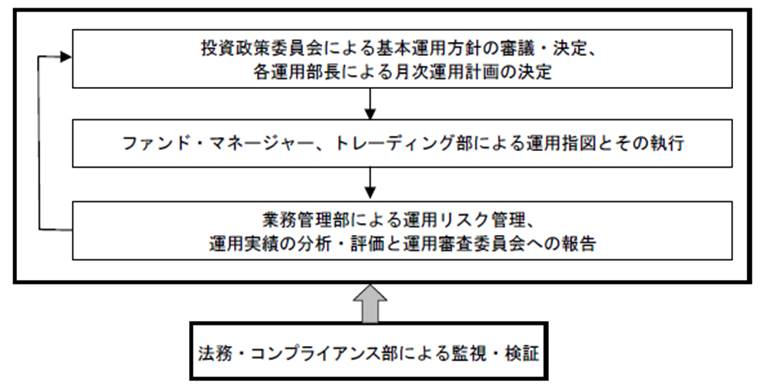 投資政策委員会による基本運用方針の審議・決定、
各運用部長による月次運用計画の決定
ファンド・マネージャー、トレーディング部による運用指図とその執行
業務管理部による運用リスク管理、
運用実績の分析・評価と運用審査委員会への報告
法務・コンプライアンス部による監視・検証